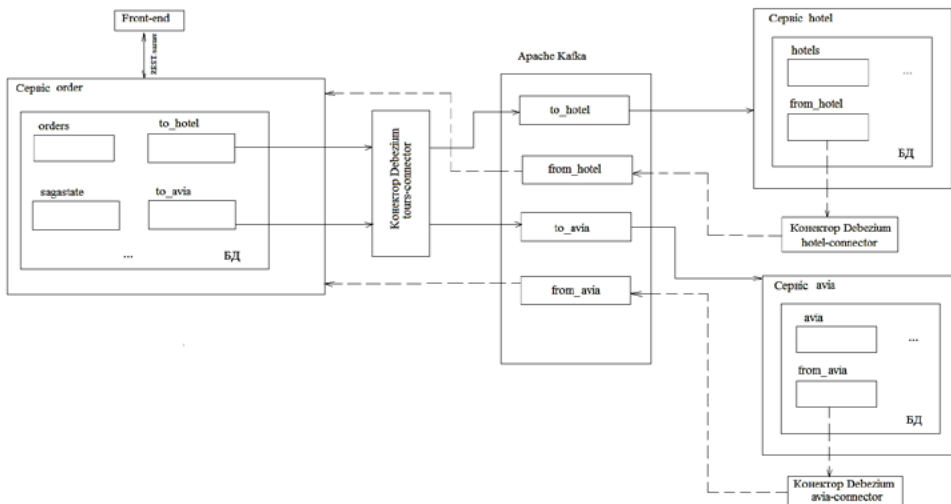 Front-end
REST-запит
Сервіс order
orders
to_hotel
sagastate
to_avia
...
БД
Конектор Debezium
tours-connector
Apache Kafka
to_hotel
from_hotel
to_avia
from_avia
Сервіс hotel
hotels
...
from_hotel
БД
Конектор Debezium
hotel-connector
Сервіс avia
avia
...
from_avia
БД
Конектор Debezium
avia-connector